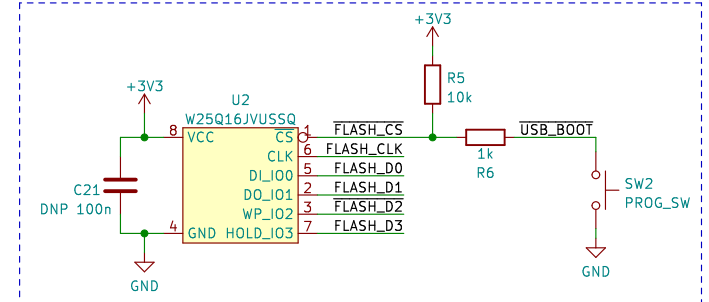 +3V3
R5
10k
+3V3
U2
W25Q16JVUSSQ
8 VCC CS 1 FLASH_CS
1k
R6
USB_BOOT
CLK 6 FLASH_CLK
DI_IO0 5 FLASH_D0
DO_IO1 2 FLASH_D1
WP_IO2 3 FLASH_D2
4 GND HOLD_IO3 7 FLASH_D3
C21
DNP 100n
GND
SW2
PROG_SW
GND